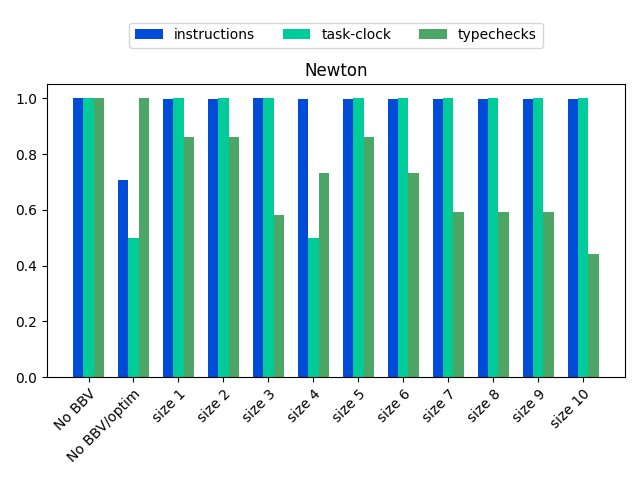 instructions task-clock typechecks
Newton
1.0
0.8
0.6
0.4
0.2
0.0
No BBV No BBV/optim size 1 size 2 size 3 size 4 size 5 size 6 size 7 size 8 size 9 size 10